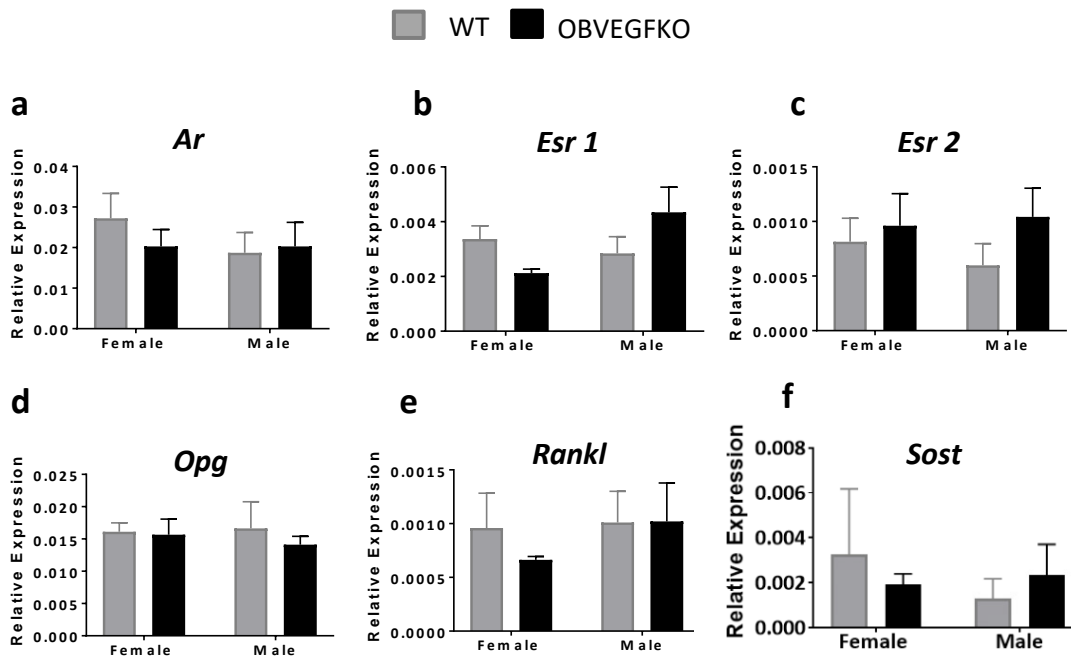 WT OBVEGFKO
a
Ar
Relative Expression
0.04
0.03
0.02
0.01
0.00
Female Male
b
Esr 1
Relative Expression
0.006
0.004
0.002
0.000
Female Male
c
Esr 2
Relative Expression
0.0015
0.0010
0.0005
0.0000
Female Male
d
Opg
Relative Expression
0.025
0.020
0.015
0.010
0.005
0.000
Female Male
e
Rankl
Relative Expression
0.0015
0.0010
0.0005
0.0000
Female Male
f
Sost
Relative Expression
0.008
0.006
0.004
0.002
0.000
Female Male